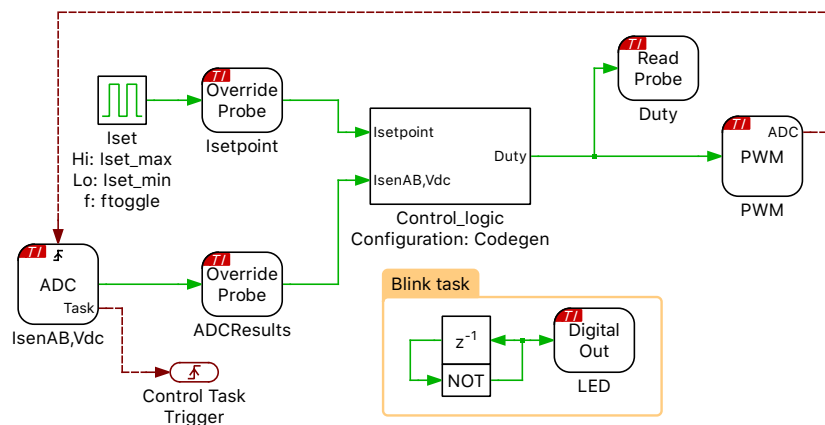 TI
Override
Probe
Isetpoint
Iset
Hi: Iset_max
Lo: Iset_min
f: ftoggle
Isetpoint
IsenAB,Vdc
Duty
Control_logic
Configuration: Codegen
TI
Read
Probe
Duty
TI
ADC
PWM
PWM
TI
ADC
Task
IsenAB,Vdc
TI
Override
Probe
ADCResults
Control Task
Trigger
Blink task
z-1
NOT
TI
Digital
Out
LED